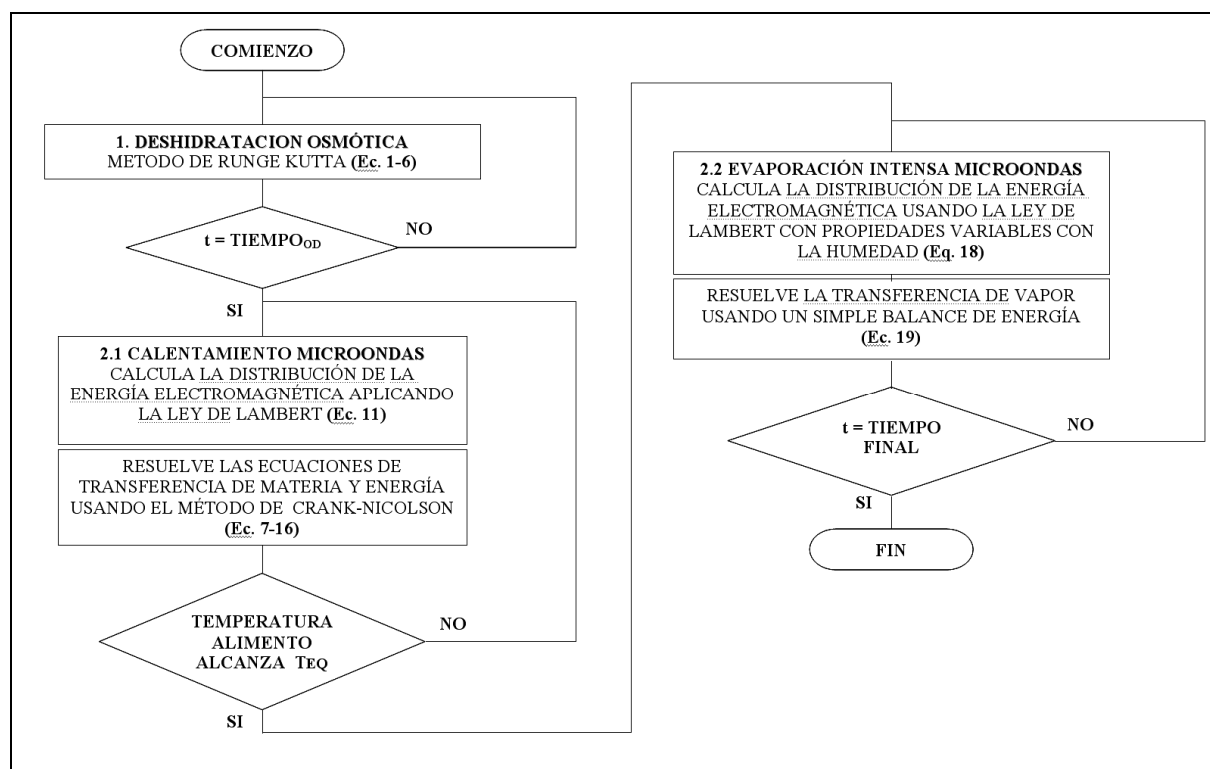 COMIENZO
1. DESHIDRATACION OSMÓTICA
METODO DE RUNGE KUTTA (Ec. 1-6)
t = TIEMPOOD
NO
SI
2.1 CALENTAMIENTO MICROONDAS
CALCULA LA DISTRIBUCIÓN DE LA
ENERGÍA ELECTROMAGNÉTICA APLICANDO
LA LEY DE LAMBERT (Ec. 11)
RESUELVE LAS ECUACIONES DE
TRANSFERENCIA DE MATERIA Y ENERGÍA
USANDO EL MÉTODO DE CRANK-NICOLSON
(Ec. 7-16)
TEMPERATURA
ALIMENTO
ALCANZA TEQ
NO
SI
2.2 EVAPORACIÓN INTENSA MICROONDAS
CALCULA LA DISTRIBUCIÓN DE LA ENERGÍA
ELECTROMAGNÉTICA USANDO LA LEY DE
LAMBERT CON PROPIEDADES VARIABLES CON
LA HUMEDAD (Eq. 18)
RESUELVE LA TRANSFERENCIA DE VAPOR
USANDO UN SIMPLE BALANCE DE ENERGÍA
(Ec. 19)
t = TIEMPO
FINAL
NO
SI
FIN